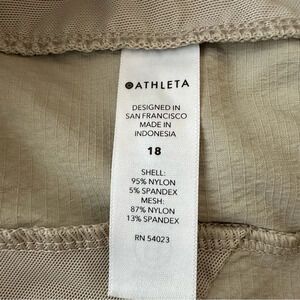 ATHLETA
DESIGNED IN
SAN FRANCISCO
MADE IN
INDONESIA
18
SHELL:
95% NYLON
5% SPANDEX
MESH:
87% NYLON
13% SPANDEX
RN 54023